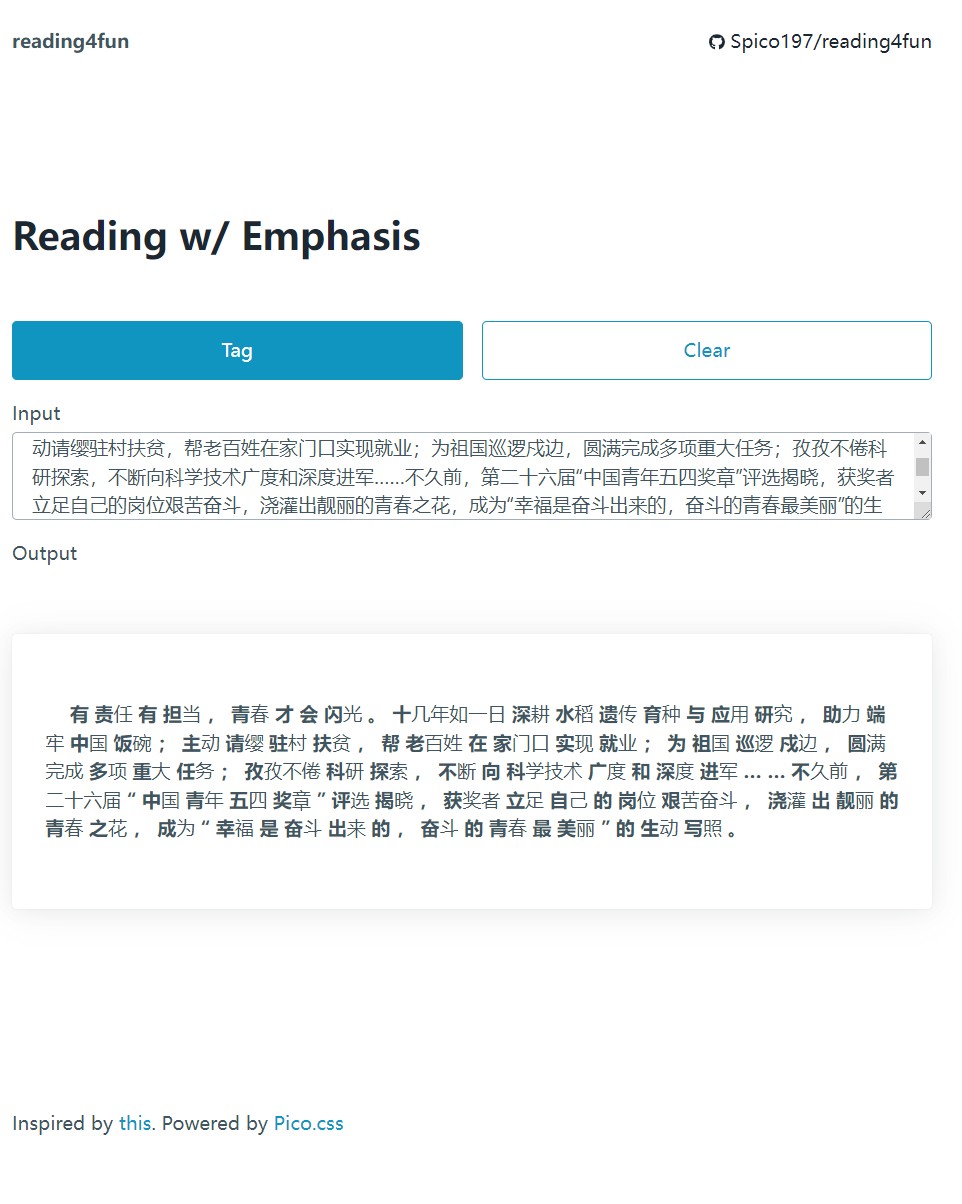 reading4fun
Spico197/reading4fun
Reading w/ Emphasis
Tag
Clear
Input
动请缨驻村扶贫，帮老百姓在家门口实现就业；为祖国巡逻戍边，圆满完成多项重大任务；孜孜不倦科
研探索，不断向科学技术广度和深度进军……不久前，第二十六届“中国青年五四奖章”评选揭晓，获奖者
立足自己的岗位艰苦奋斗，浇灌出靓丽的青春之花，成为“幸福是奋斗出来的，奋斗的青春最美丽”的生
Output
有 责任 有 担当 ， 青春 才 会 闪光 。 十几年如一日 深耕 水稻 遗传 育种 与 应用 研究 ， 助力 端
牢 中国 饭碗 ； 主动 请缨 驻村 扶贫 ， 帮 老百姓 在 家门口 实现 就业 ； 为 祖国 巡逻 戍边 ， 圆满
完成 多项 重大 任务 ； 孜孜不倦 科研 探索 ， 不断 向 科学技术 广度 和 深度 进军 … … 不久前 ， 第
二十六届 “ 中国 青年 五四 奖章 ” 评选 揭晓 ， 获奖者 立足 自己 的 岗位 艰苦奋斗 ， 浇灌 出 靓丽 的
青春 之花 ， 成为 “ 幸福 是 奋斗 出来 的 ， 奋斗 的 青春 最 美丽 ” 的 生动 写照 。
Inspired by this. Powered by Pico.css